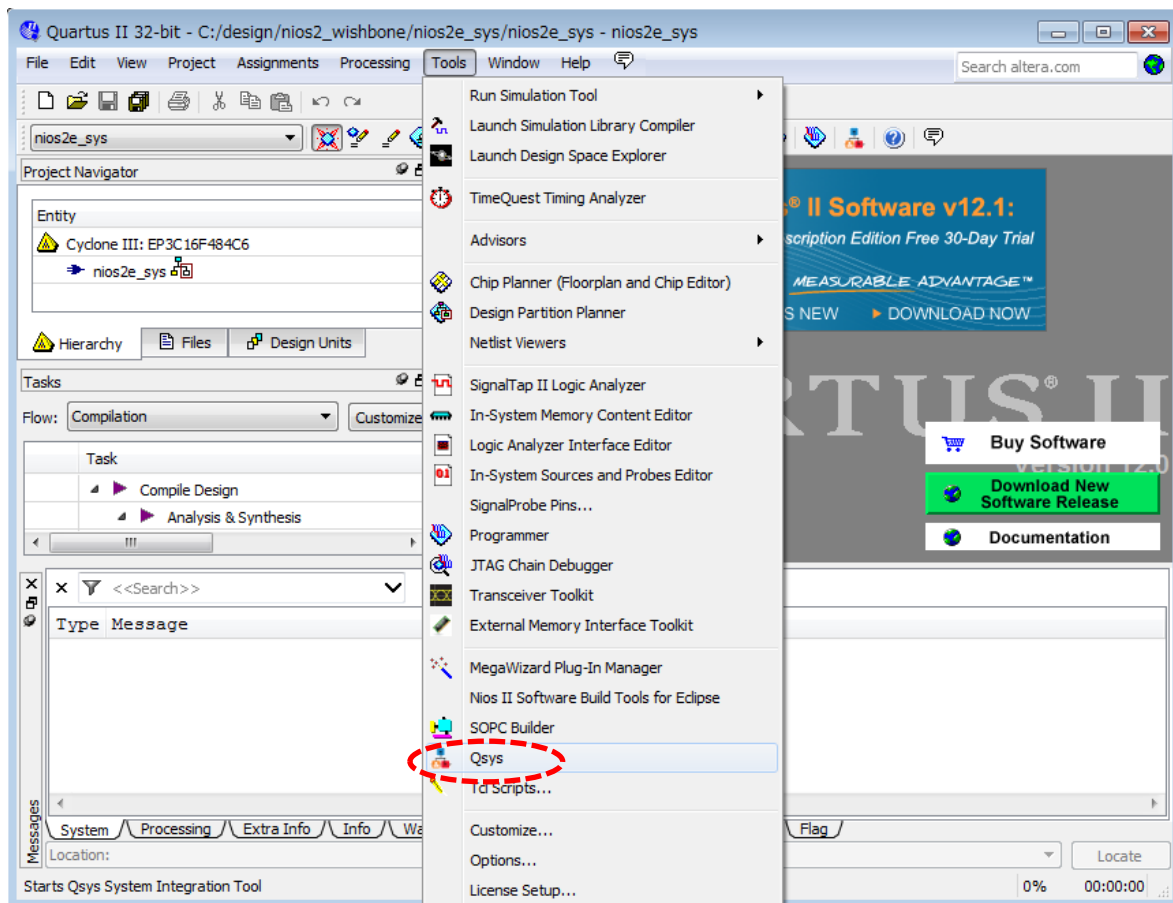 Quartus II 32-bit - C:/design/nios2_wishbone/nios2e_sys/nios2e_sys - nios2e_sys
File Edit View Project Assignments Processing Tools Window Help
Search altera.com
nios2e_sys
Project Navigator
Entity
Cyclone III: EP3C16F484C6
nios2e_sys
Hierarchy Files Design Units
Tasks
Flow: Compilation Customize
Task
Compile Design
Analysis & Synthesis
Run Simulation Tool
Launch Simulation Library Compiler
Launch Design Space Explorer
TimeQuest Timing Analyzer
Advisors
Chip Planner (Floorplan and Chip Editor)
Design Partition Planner
Netlist Viewers
SignalTap II Logic Analyzer
In-System Memory Content Editor
Logic Analyzer Interface Editor
In-System Sources and Probes Editor
SignalProbe Pins...
Programmer
JTAG Chain Debugger
Transceiver Toolkit
External Memory Interface Toolkit
MegaWizard Plug-In Manager
Nios II Software Build Tools for Eclipse
SOPC Builder
Qsys
Tcl Scripts...
Customize...
Options...
License Setup...
® II Software v12.1:
scription Edition Free 30-Day Trial
MEASURABLE ADVANTAGE™
S NEW DOWNLOAD NOW
RTUS® II
Version 12.0
Buy Software
Download New
Software Release
Documentation
<<Search>>
Type Message
Messages
System Processing Extra Info Info Wa Flag
Location: Locate
Starts Qsys System Integration Tool 0% 00:00:00